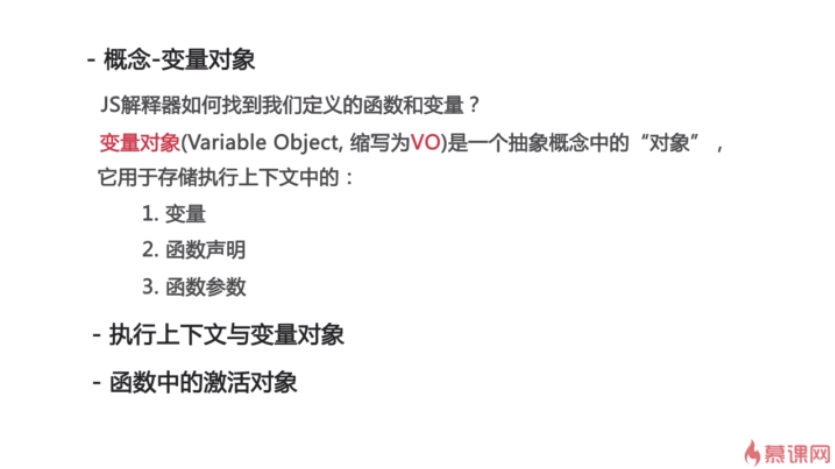 - 概念-变量对象
JS解释器如何找到我们定义的函数和变量？
变量对象(Variable Object, 缩写为VO)是一个抽象概念中的“对象”，
它用于存储执行上下文中的：
1. 变量
2. 函数声明
3. 函数参数
- 执行上下文与变量对象
- 函数中的激活对象
慕课网